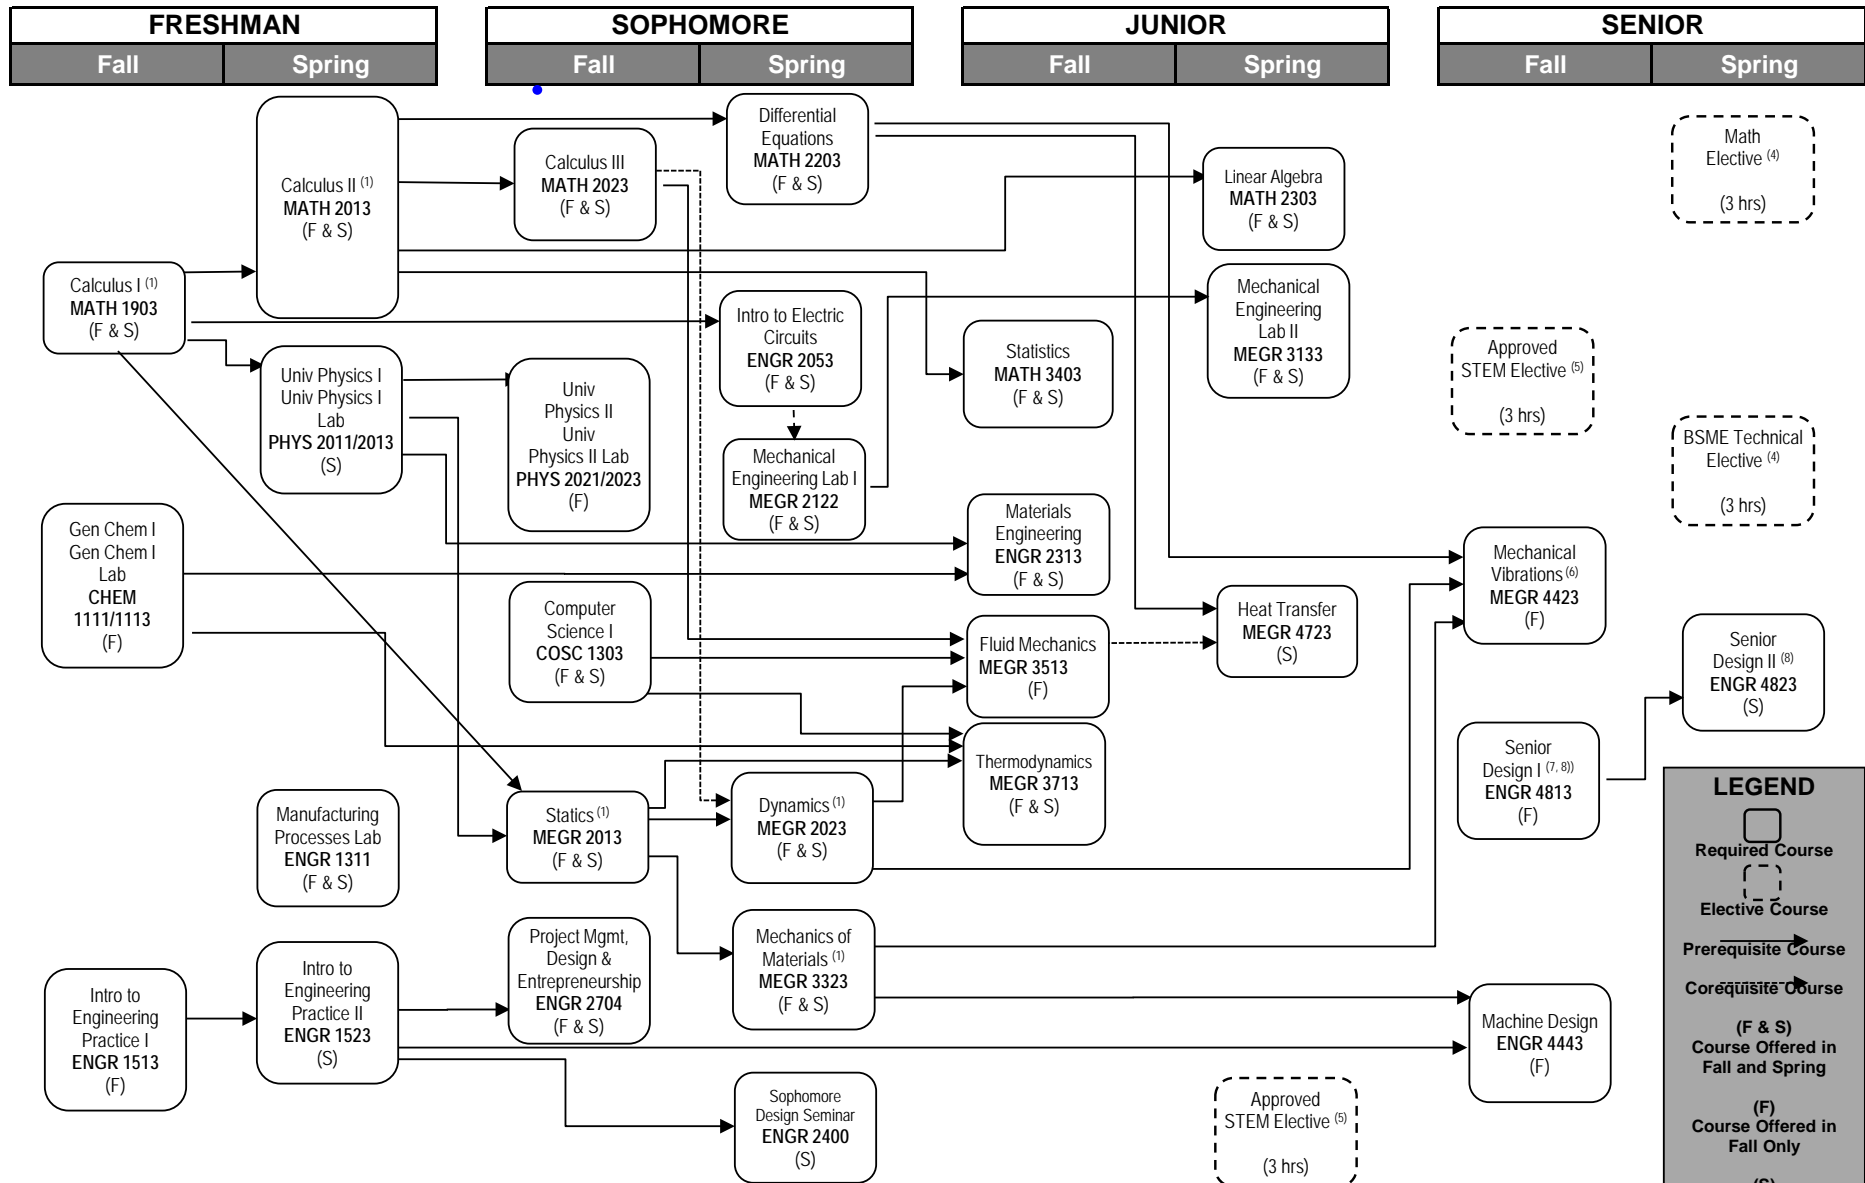 FRESHMAN
Fall
Spring
SOPHOMORE
Fall
Spring
JUNIOR
Fall
Spring
SENIOR
Fall
Spring
Calculus I (1)
MATH 1903
(F & S)
Gen Chem I
Gen Chem I
Lab
CHEM
1111/1113
(F)
Intro to
Engineering
Practice I
ENGR 1513
(F)
Calculus II (1)
MATH 2013
(F & S)
Univ Physics I
Univ Physics I
Lab
PHYS 2011/2013
(S)
Manufacturing
Processes Lab
ENGR 1311
(F & S)
Intro to
Engineering
Practice II
ENGR 1523
(S)
Calculus III
MATH 2023
(F & S)
Univ
Physics II
Univ
Physics II Lab
PHYS 2021/2023
(F)
Computer
Science I
COSC 1303
(F & S)
Statics (1)
MEGR 2013
(F & S)
Project Mgmt,
Design &
Entrepreneurship
ENGR 2704
(F & S)
Differential
Equations
MATH 2203
(F & S)
Intro to Electric
Circuits
ENGR 2053
(F & S)
Mechanical
Engineering Lab I
MEGR 2122
(F & S)
Dynamics (1)
MEGR 2023
(F & S)
Mechanics of
Materials (1)
MEGR 3323
(F & S)
Sophomore
Design Seminar
ENGR 2400
(S)
Statistics
MATH 3403
(F & S)
Materials
Engineering
ENGR 2313
(F & S)
Fluid Mechanics
MEGR 3513
(F)
Thermodynamics
MEGR 3713
(F & S)
Linear Algebra
MATH 2303
(F & S)
Mechanical
Engineering
Lab II
MEGR 3133
(F & S)
Heat Transfer
MEGR 4723
(S)
Approved
STEM Elective (5)
(3 hrs)
Approved
STEM Elective (5)
(3 hrs)
Mechanical
Vibrations (6)
MEGR 4423
(F)
Senior
Design I (7, 8))
ENGR 4813
(F)
Machine Design
ENGR 4443
(F)
Math
Elective (4)
(3 hrs)
BSME Technical
Elective (4)
(3 hrs)
Senior
Design II (8)
ENGR 4823
(S)
LEGEND
Required Course
Elective Course
Prerequisite Course
Corequisite Course
(F & S)
Course Offered in
Fall and Spring
(F)
Course Offered in
Fall Only
(S)